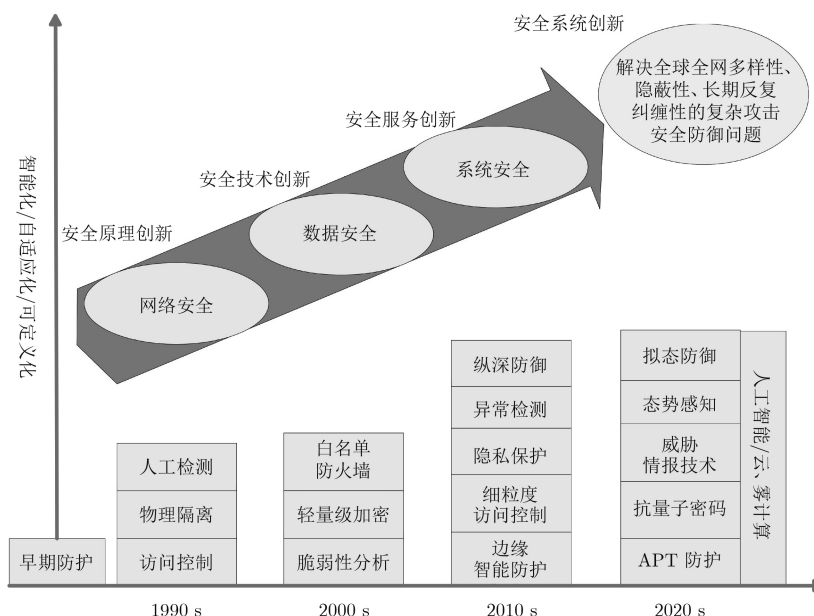 安全系统创新
解决全球全网多样性、
隐蔽性、长期反复
纠缠性的复杂攻击
安全防御问题
安全服务创新
系统安全
安全技术创新
数据安全
安全原理创新
网络安全
智能化/自适应化/可定义化
早期防护
人工检测
物理隔离
访问控制
白名单
防火墙
轻量级加密
脆弱性分析
纵深防御
异常检测
隐私保护
细粒度
访问控制
边缘
智能防护
拟态防御
态势感知
威胁
情报技术
抗量子密码
APT 防护
人工智能/云、雾计算
1990 s
2000 s
2010 s
2020 s